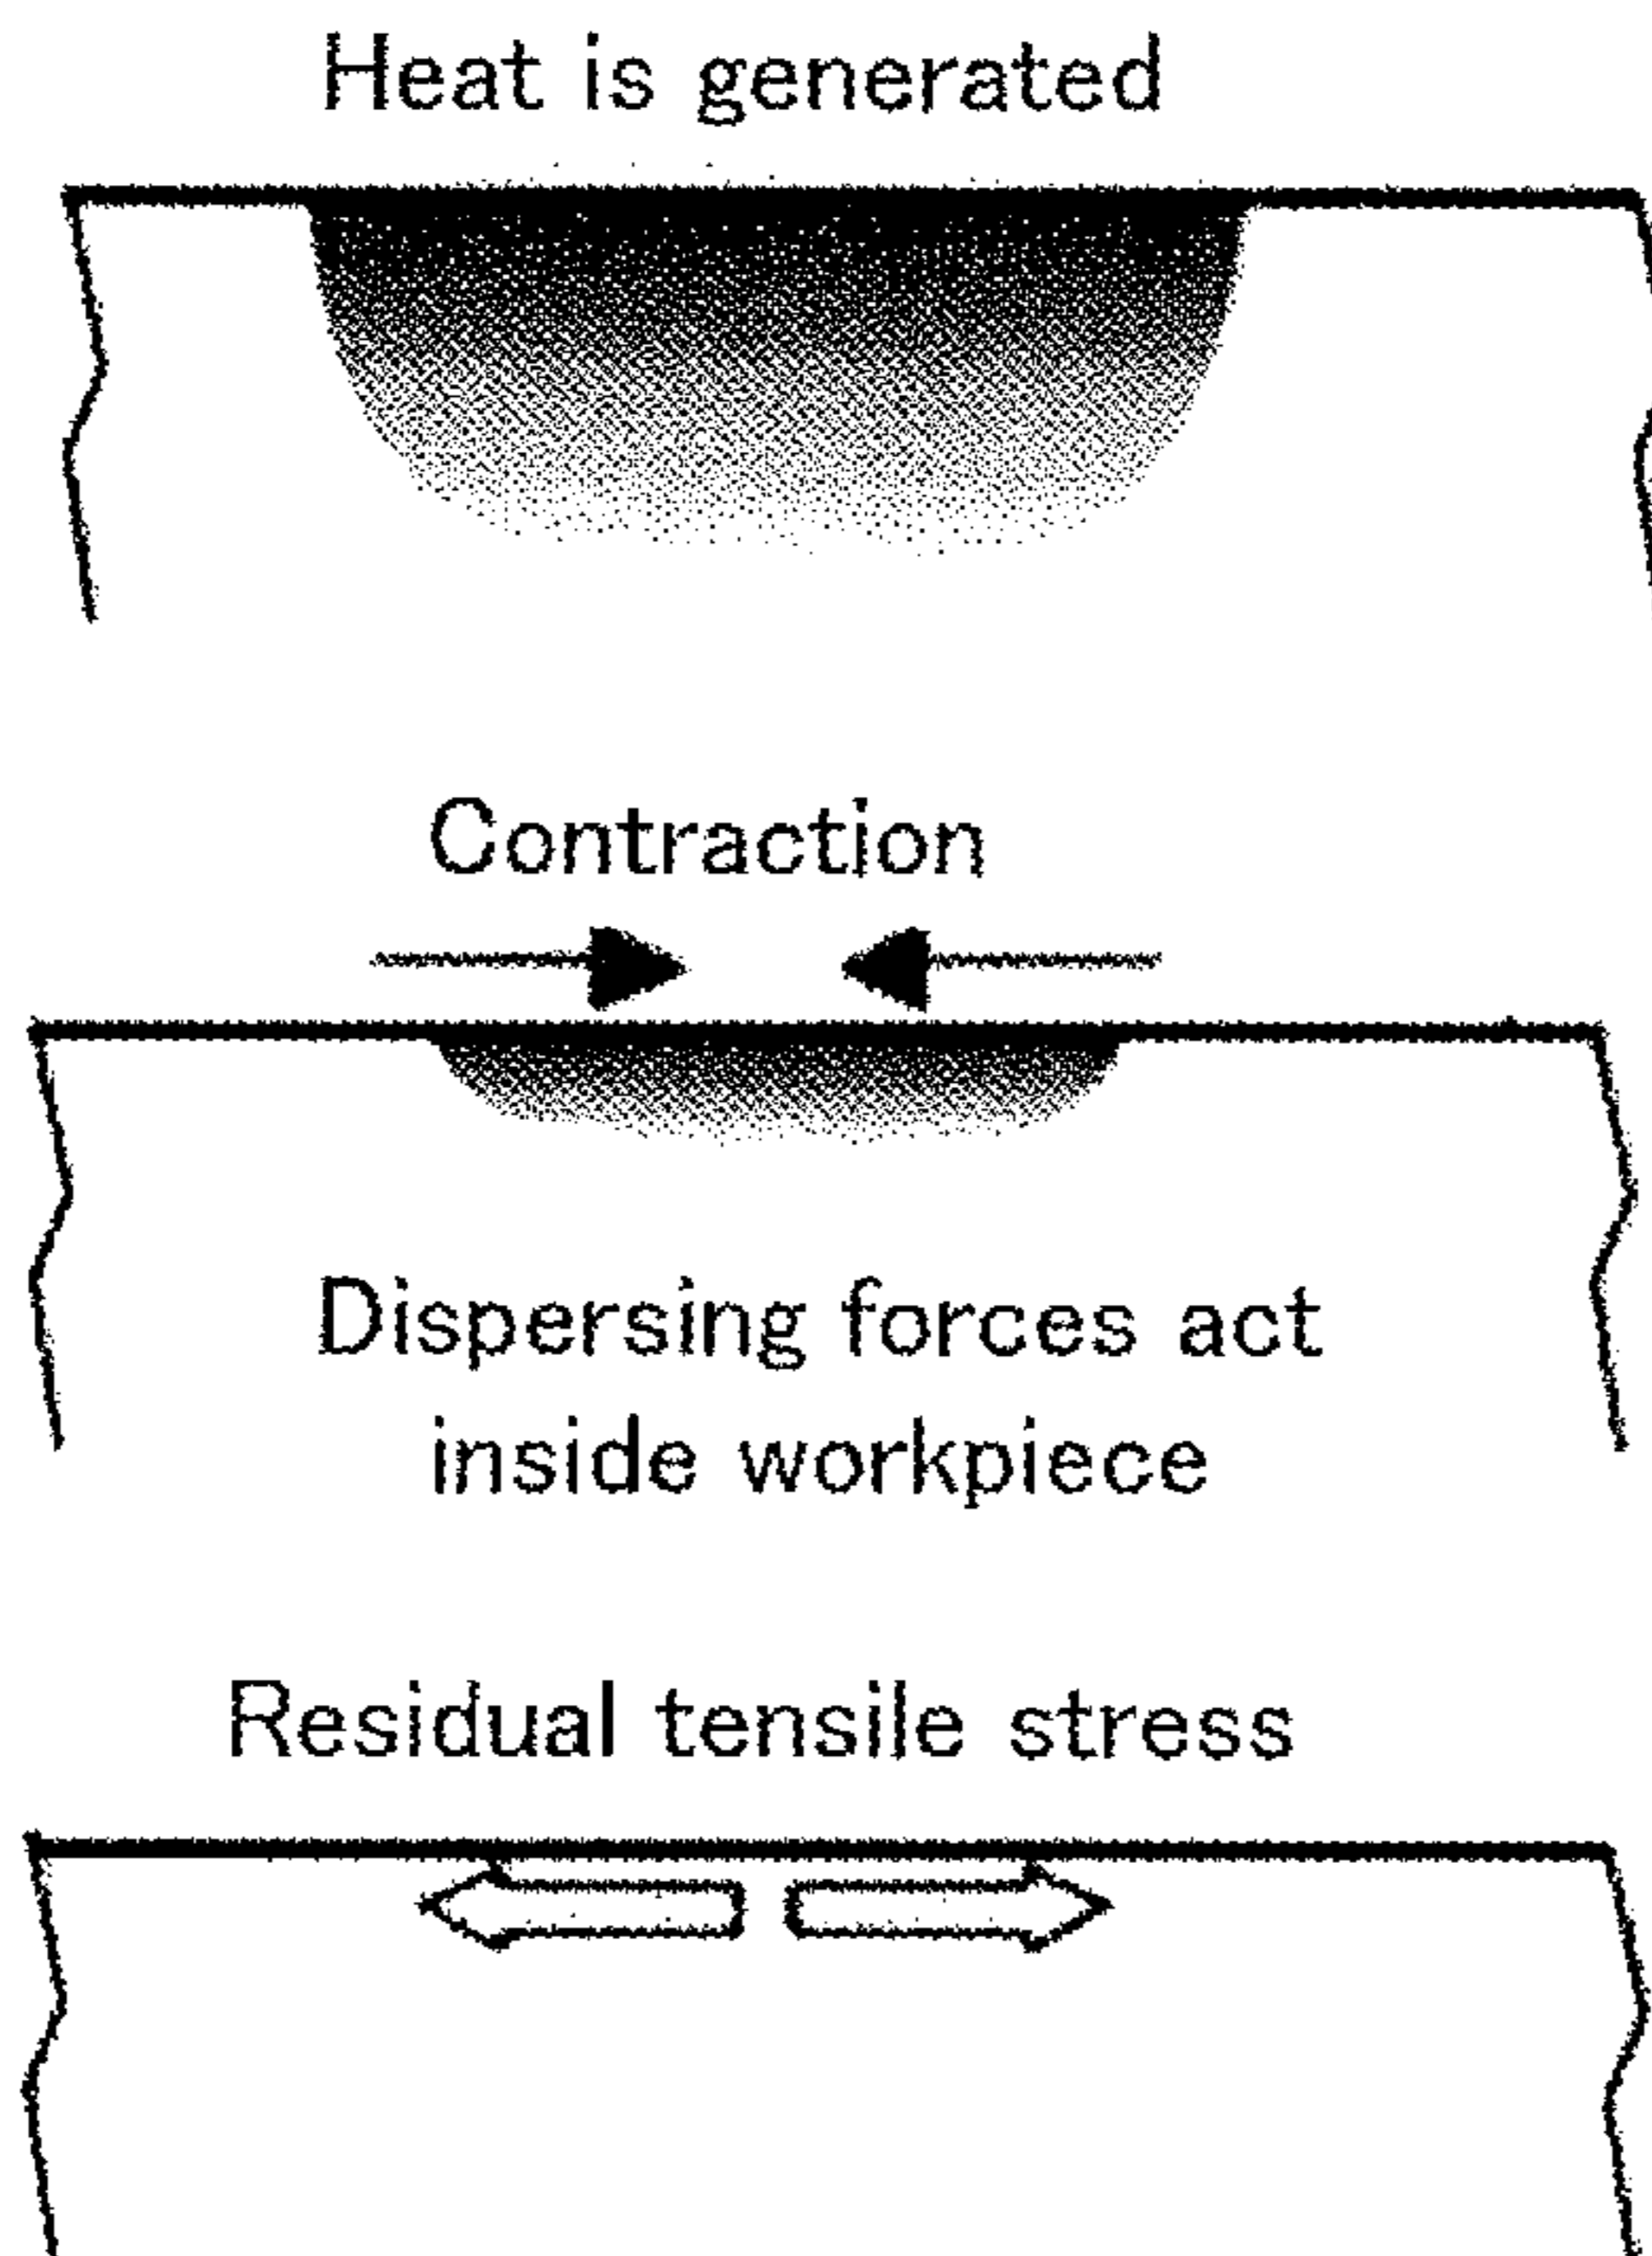 Heat is generated
Contraction
Dispersing forces act
inside workpiece
Residual tensile stress